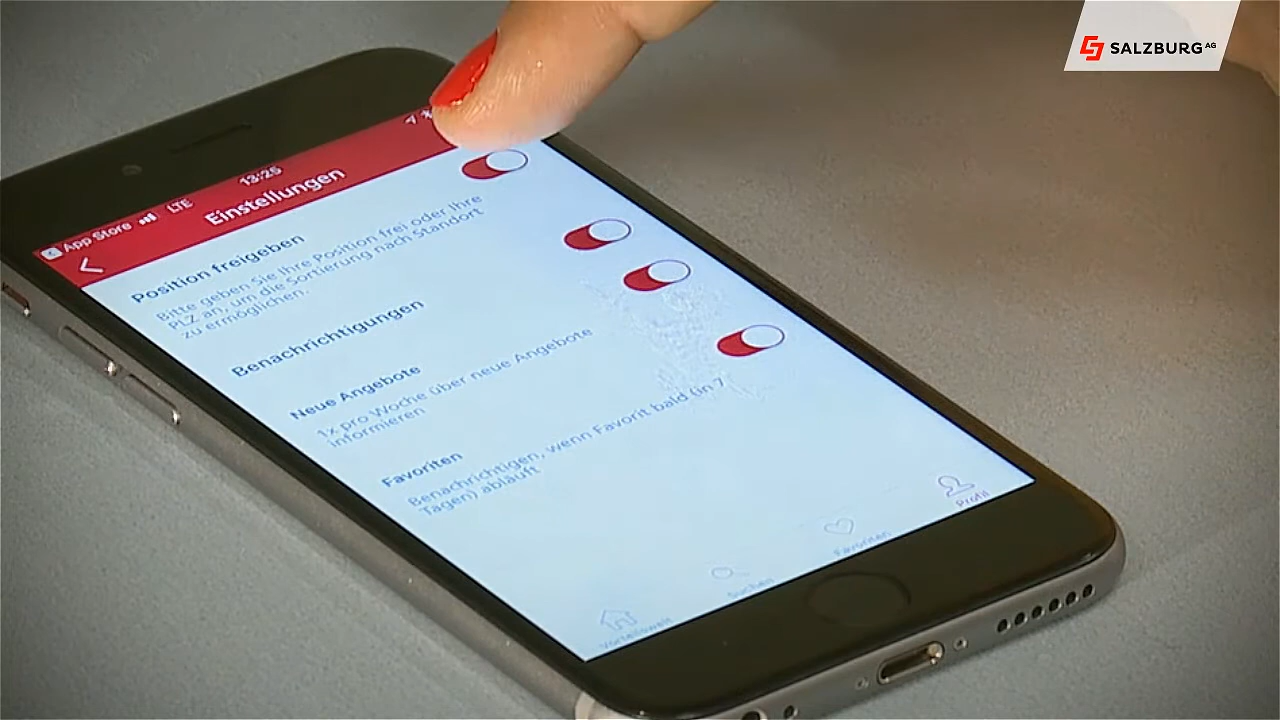 SALZBURG AG
13:25
App Store
LTE
Einstellungen
Position freigeben
Bitte geben Sie Ihre Position frei oder Ihre
PLZ an, um die Sortierung nach Standort
zu ermöglichen.
Benachrichtigungen
Neue Angebote
1x pro Woche über neue Angebote
informieren
Favoriten
Benachrichtigen, wenn Favorit bald (in 7
Tagen) abläuft
Vorteilswelt
Suchen
Favoriten
Profil